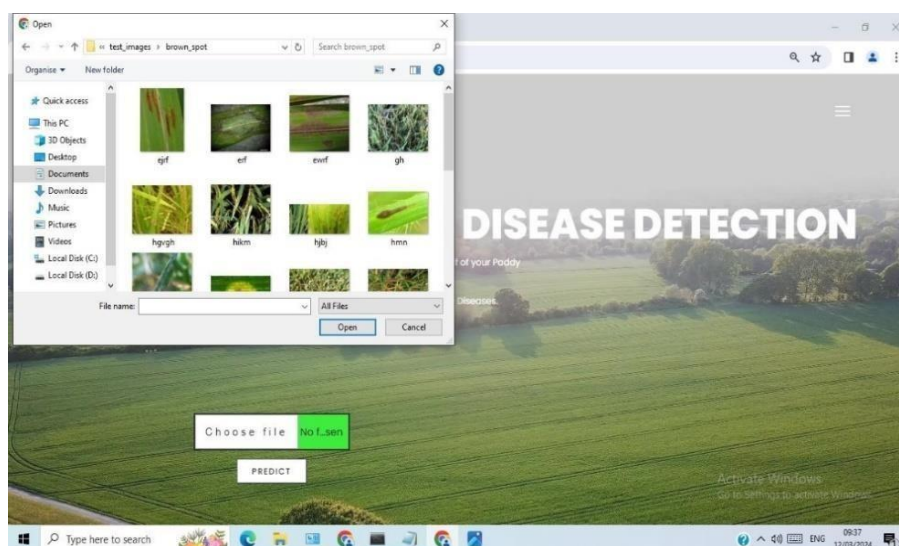 Open
« test_images › brown_spot
Search brown_spot
Organise
New folder
Quick access
This PC
3D Objects
Desktop
Documents
Downloads
Music
Pictures
Videos
Local Disk (C:)
Local Disk (D:)
ejrf
erf
ewrf
gh
hgvgh
hikm
hjbj
hmn
File name:
All Files
Open
Cancel
DISEASE DETECTION
of your Paddy
Diseases.
Choose file
No f...sen
PREDICT
Activate Windows
Go to Settings to activate Windows.
Type here to search
ENG
09:37
12/03/2024